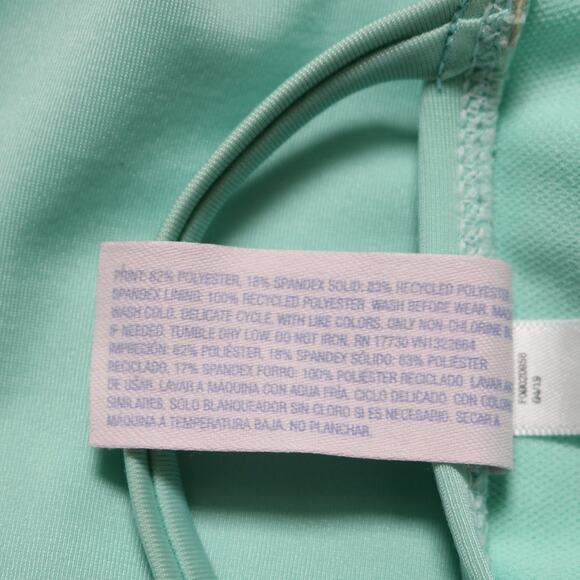 PRINT: 82% POLYESTER, 18% SPANDEX SOLID: 83% RECYCLED POLYESTER,
SPANDEX LINING: 100% RECYCLED POLYESTER WASH BEFORE WEAR. MA
WASH COLD. DELICATE CYCLE. WITH LIKE COLORS. ONLY NON-CHLORINE B
IF NEEDED. TUMBLE DRY LOW. DO NOT IRON. RN 17730 VN1322664
IMPRESIÓN: 82% POLIÉSTER, 18% SPANDEX SÓLIDO: 83% POLIÉSTER
RECICLADO, 17% SPANDEX FORRO: 100% POLIÉSTER RECICLADO. LAVAR A
DE USAR. LAVAR A MÁQUINA CON AGUA FRÍA. CICLO DELICADO. CON COLOR
SIMILARES. SOLO BLANQUEADOR SIN CLORO SI ES NECESARIO. SECAR A
MÁQUINA A TEMPERATURA BAJA. NO PLANCHAR.
04/19